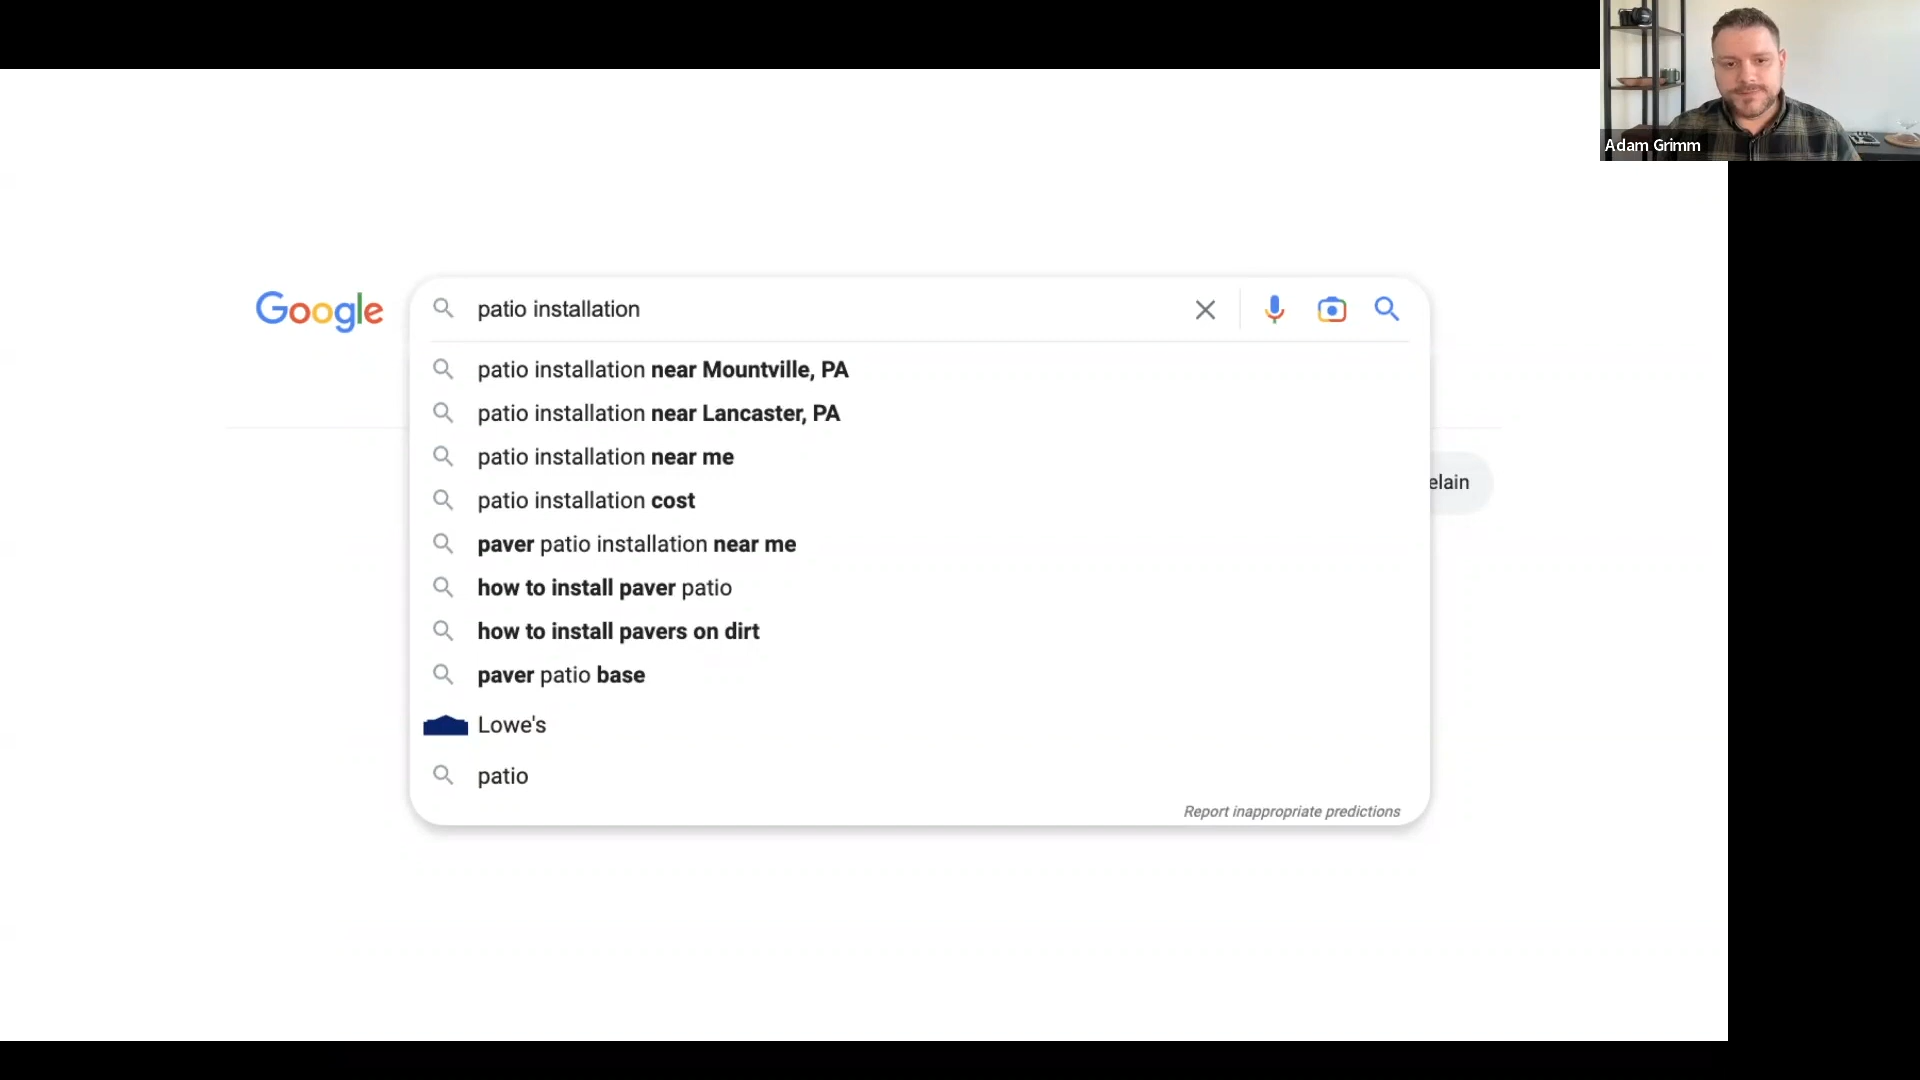 Adam Grimm
Google
patio installation
patio installation near Mountville, PA
patio installation near Lancaster, PA
patio installation near me
patio installation cost
elain
paver patio installation near me
how to install paver patio
how to install pavers on dirt
paver patio base
Lowe's
patio
Report inappropriate predictions